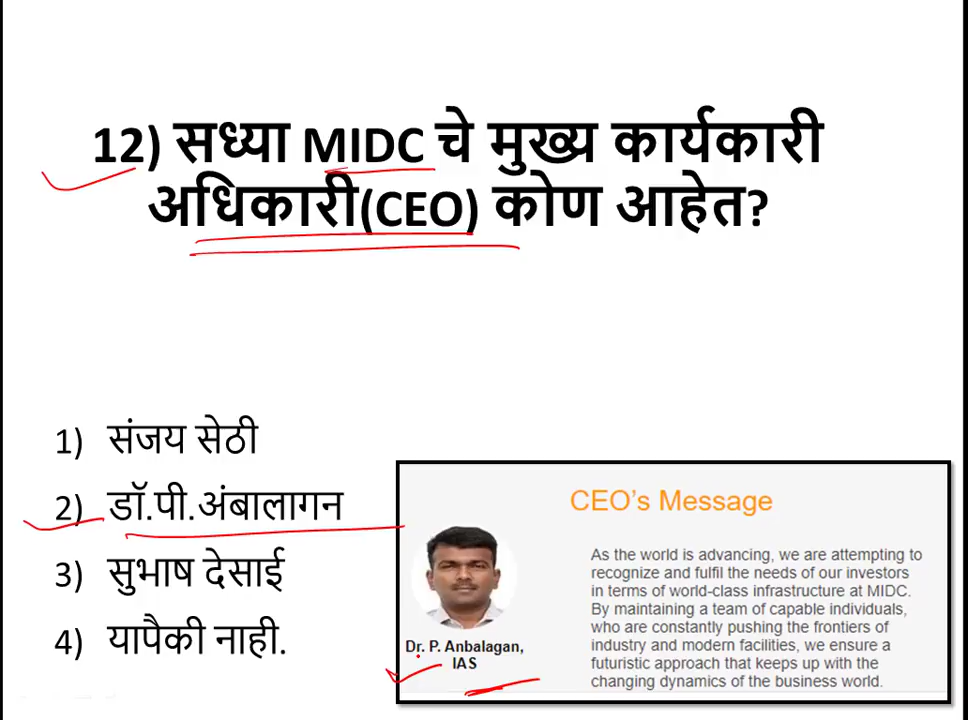 12) सध्या MIDC चे मुख्य कार्यकारी
अधिकारी(CEO) कोण आहेत?
1) संजय सेठी
2) डॉ.पी.अंबालागन
3) सुभाष देसाई
4) यापैकी नाही.
CEO's Message
Dr. P. Anbalagan,
IAS
As the world is advancing, we are attempting to
recognize and fulfil the needs of our investors
in terms of world-class infrastructure at MIDC.
By maintaining a team of capable individuals,
who are constantly pushing the frontiers of
industry and modern facilities, we ensure a
futuristic approach that keeps up with the
changing dynamics of the business world.